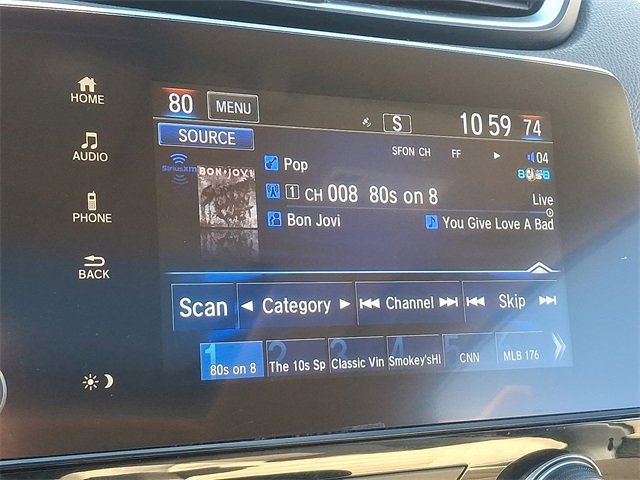 HOME
AUDIO
PHONE
BACK
80 MENU S 10 59 74
SOURCE
SFON CH FF 04
SiriusXM
BON JOVI
Pop
1 CH 008 80s on 8
Live
Bon Jovi You Give Love A Bad
Scan Category Channel Skip
1 2 3 4 5 6
80s on 8 The 10s Sp Classic Vin Smokey'sHl CNN MLB 176